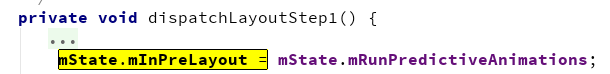 private void dispatchLayoutStep1() {
...
mState.mInPreLayout = mState.mRunPredictiveAnimations;